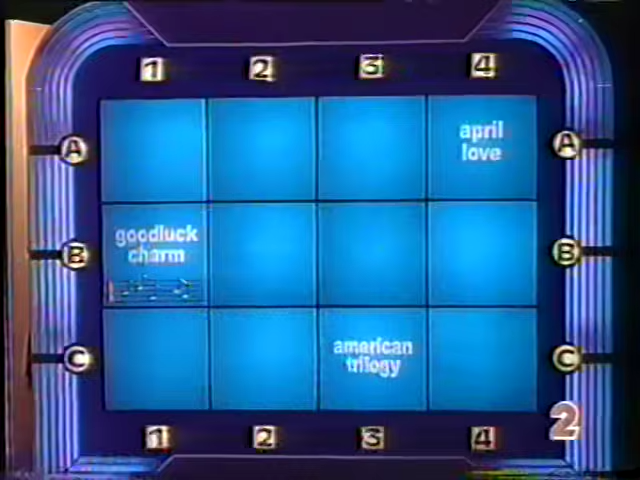 1 2 3 4
A april A
love
B goodluck B
charm
C american C
trilogy
1 2 3 4
2